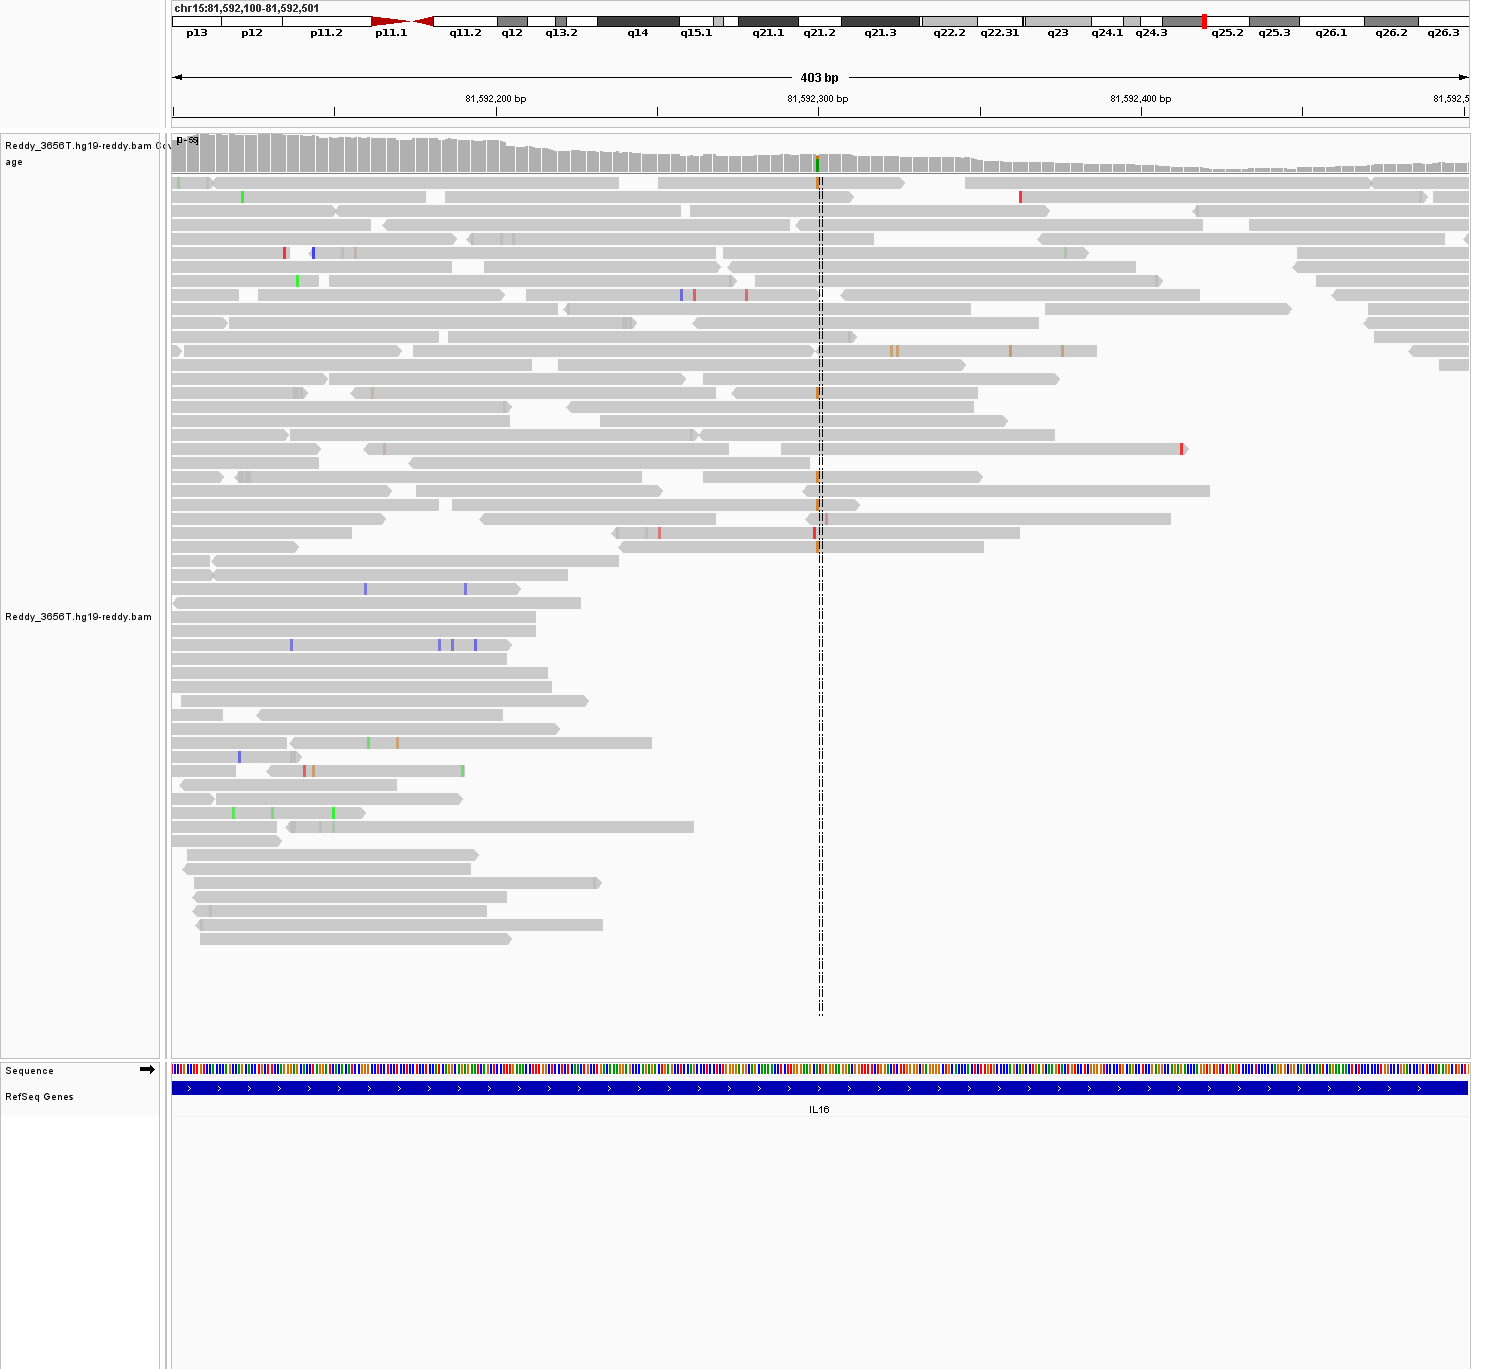 chr15:81,592,100-81,592,501
p13 p12 p11.2 p11.1 q11.2 q12 q13.2 q14 q15.1 q21.1 q21.2 q21.3 q22.2 q22.31 q23 q24.1 q24.3 q25.2 q25.3 q26.1 q26.2 q26.3
403 bp
81,592,200 bp 81,592,300 bp 81,592,400 bp 81,592,5
Reddy_3656T.hg19-reddy.bam Cov
age
Reddy_3656T.hg19-reddy.bam
Sequence
RefSeq Genes
IL16